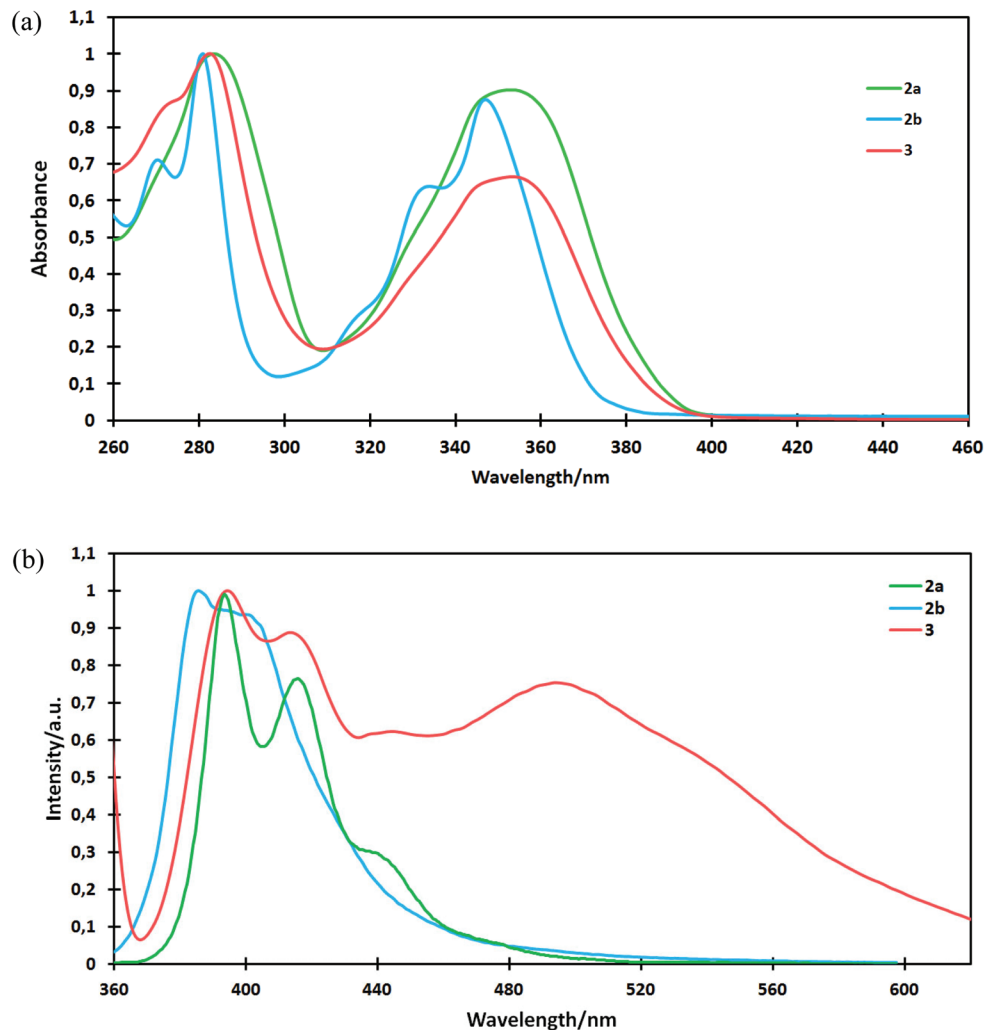 (a)
1,1
1
0,9
0,8
0,7
0,6
0,5
0,4
0,3
0,2
0,1
0
Absorbance
2a
2b
3
260 280 300 320 340 360 380 400 420 440 460
Wavelength/nm
(b)
1,1
1
0,9
0,8
0,7
0,6
0,5
0,4
0,3
0,2
0,1
0
Intensity/a.u.
2a
2b
3
360 400 440 480 520 560 600
Wavelength/nm